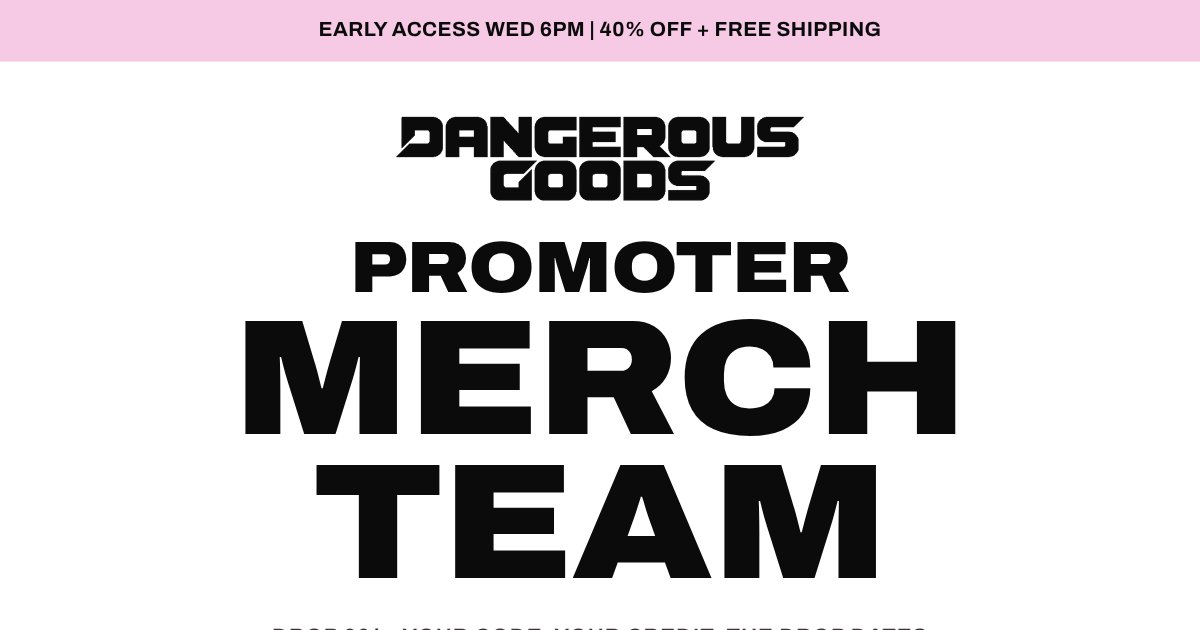 EARLY ACCESS WED 6PM | 40% OFF + FREE SHIPPING
DANGEROUS
GOODS
PROMOTER
MERCH
TEAM